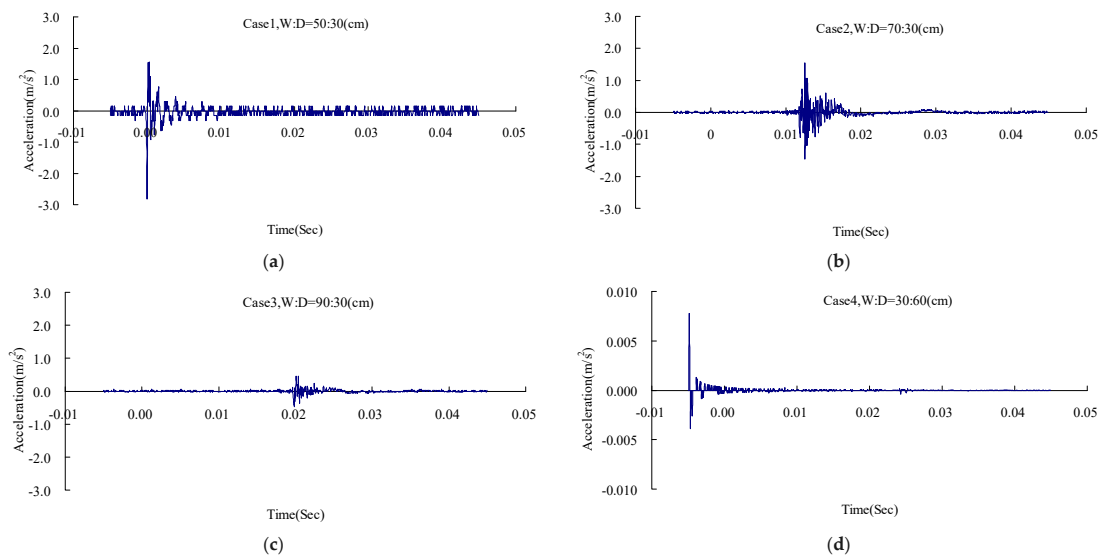 Case1,W:D=50:30(cm)
3.0
2.0
1.0
0.0
-1.0
-2.0
-3.0
-0.01 0.00 0.01 0.02 0.03 0.04 0.05
Acceleration(m/s²)
Time(Sec)
(a)
Case2,W:D=70:30(cm)
3.0
2.0
1.0
0.0
-1.0
-2.0
-3.0
-0.01 0 0.01 0.02 0.03 0.04 0.05
Acceleration(m/s²)
Time(Sec)
(b)
Case3,W:D=90:30(cm)
3.0
2.0
1.0
0.0
-1.0
-2.0
-3.0
-0.01 0.00 0.01 0.02 0.03 0.04 0.05
Acceleration(m/s²)
Time(Sec)
(c)
Case4,W:D=30:60(cm)
0.010
0.005
0.000
-0.005
-0.010
-0.01 0.00 0.01 0.02 0.03 0.04 0.05
Acceleration(m/s²)
Time(Sec)
(d)